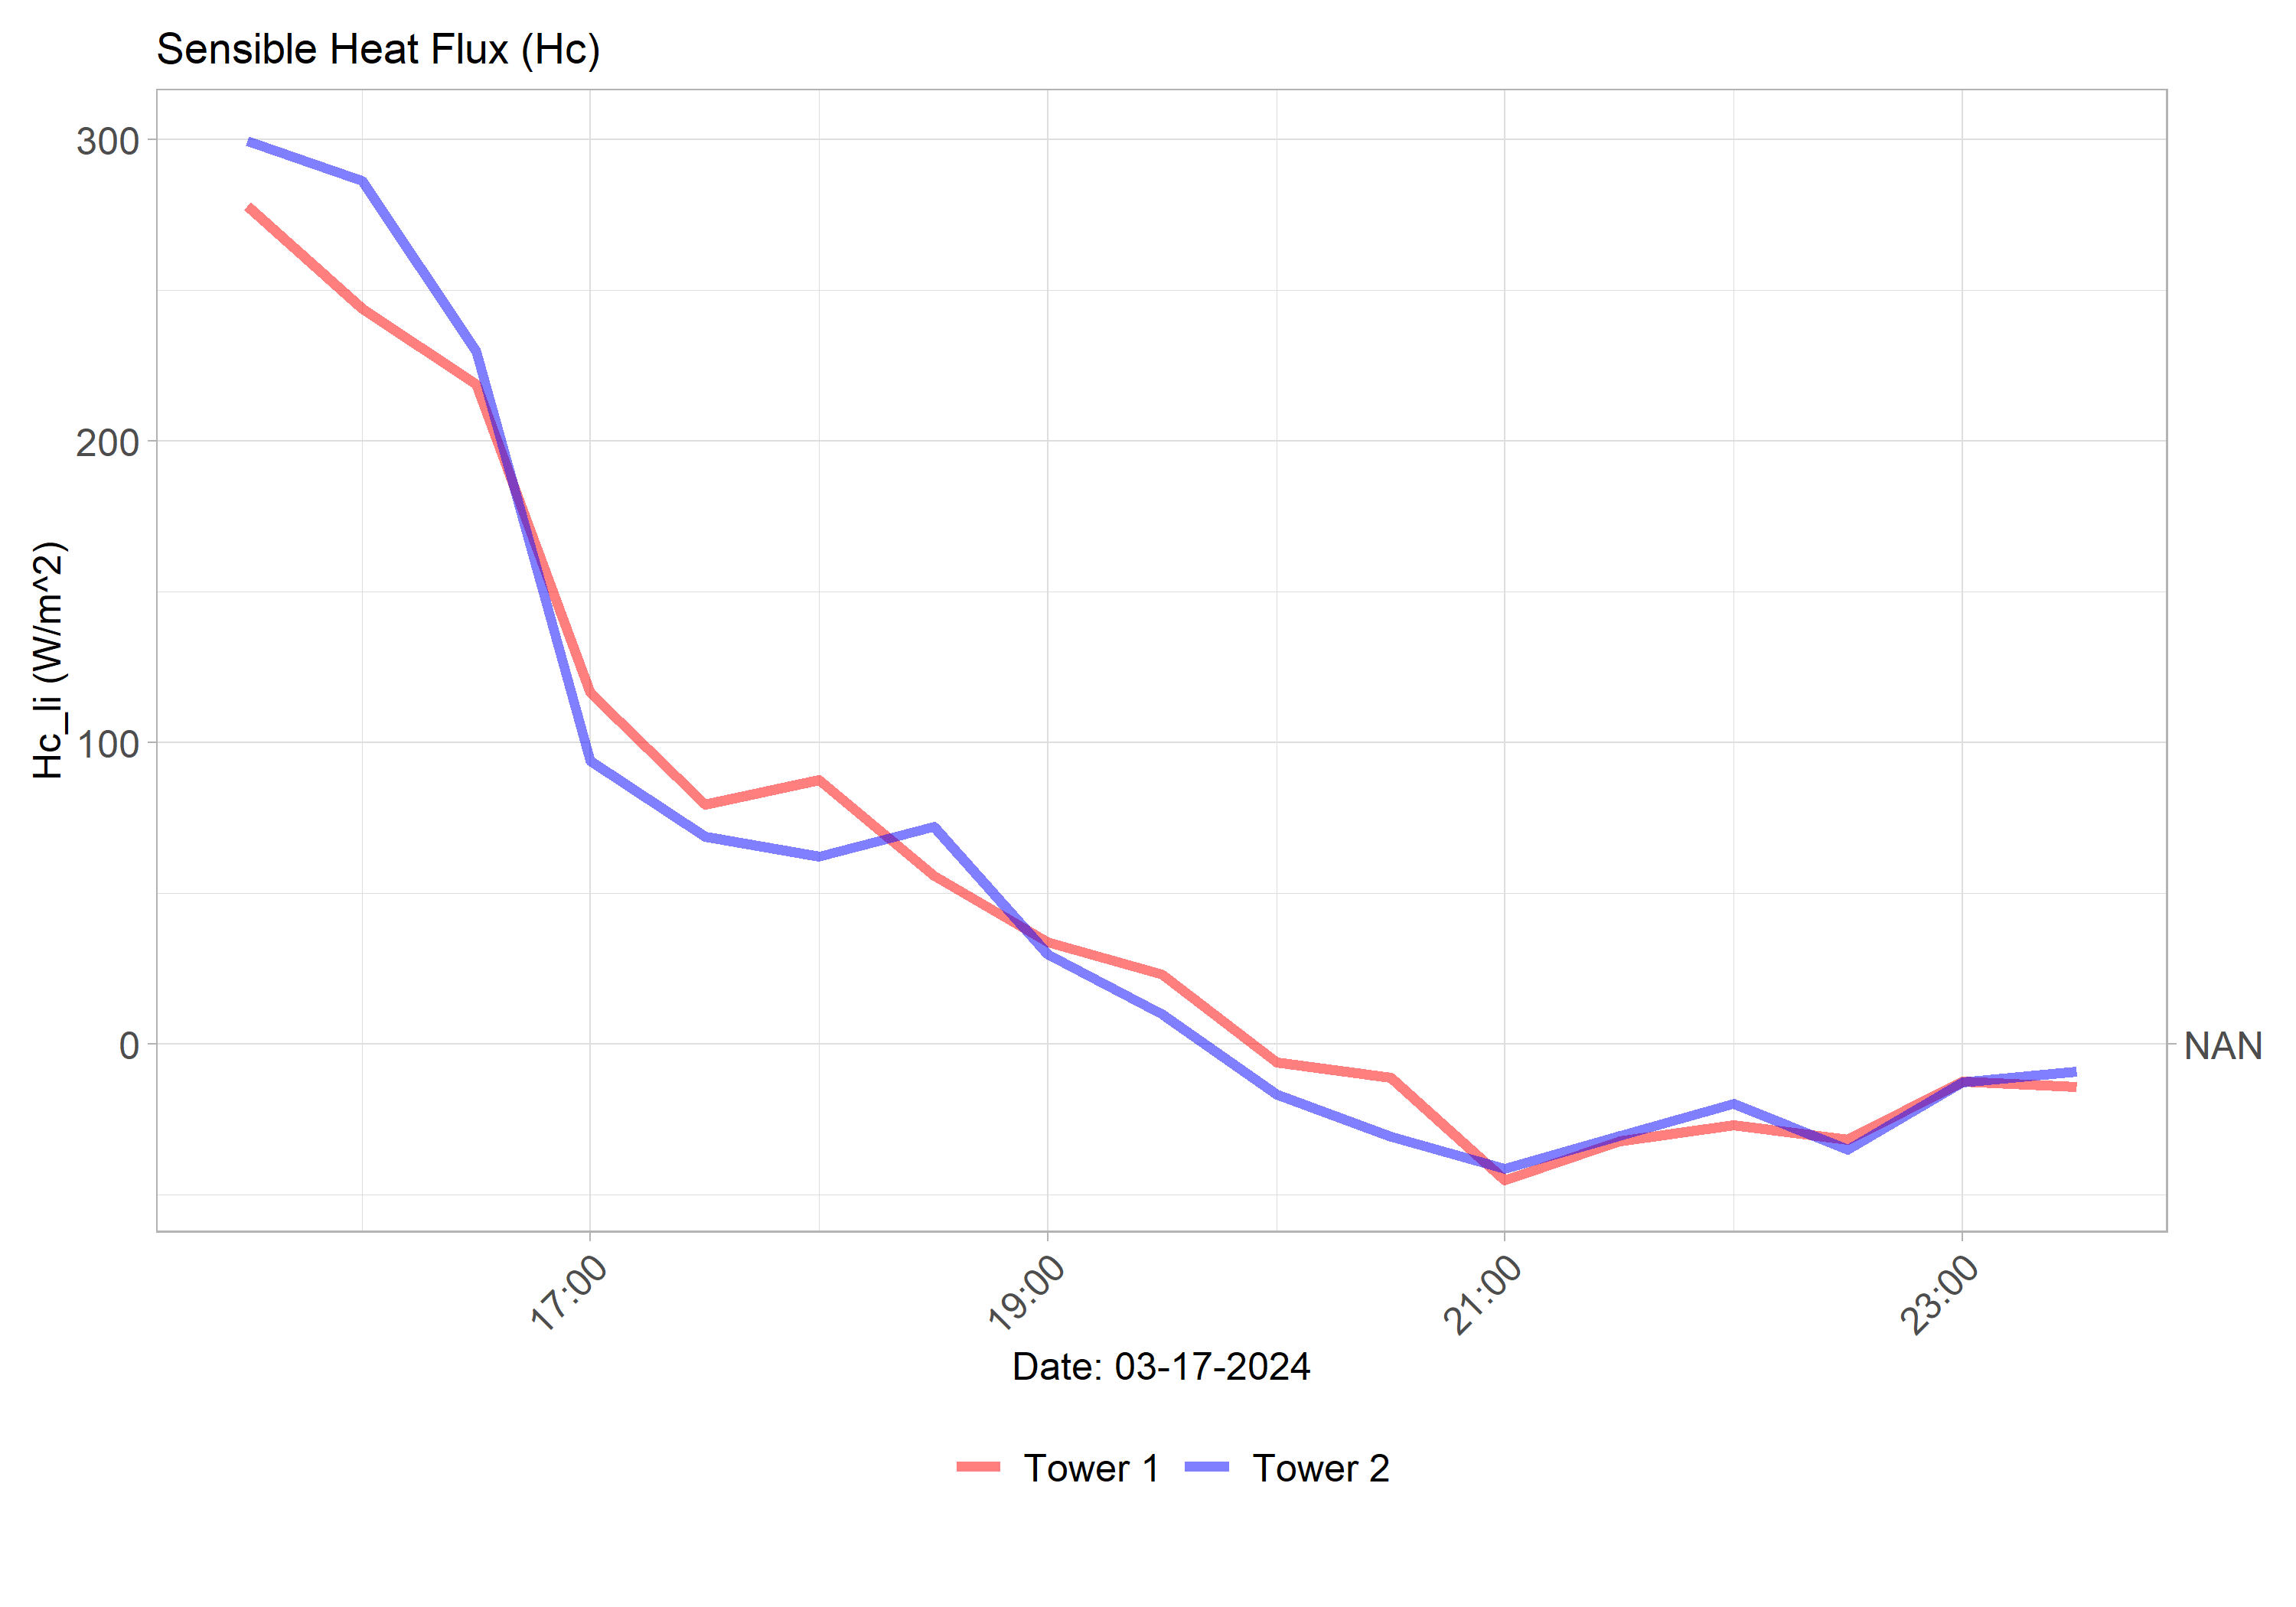 Sensible Heat Flux (Hc)
Hc_li (W/m^2)
300
200
100
0
NAN
17:00
19:00
21:00
23:00
Date: 03-17-2024
Tower 1
Tower 2